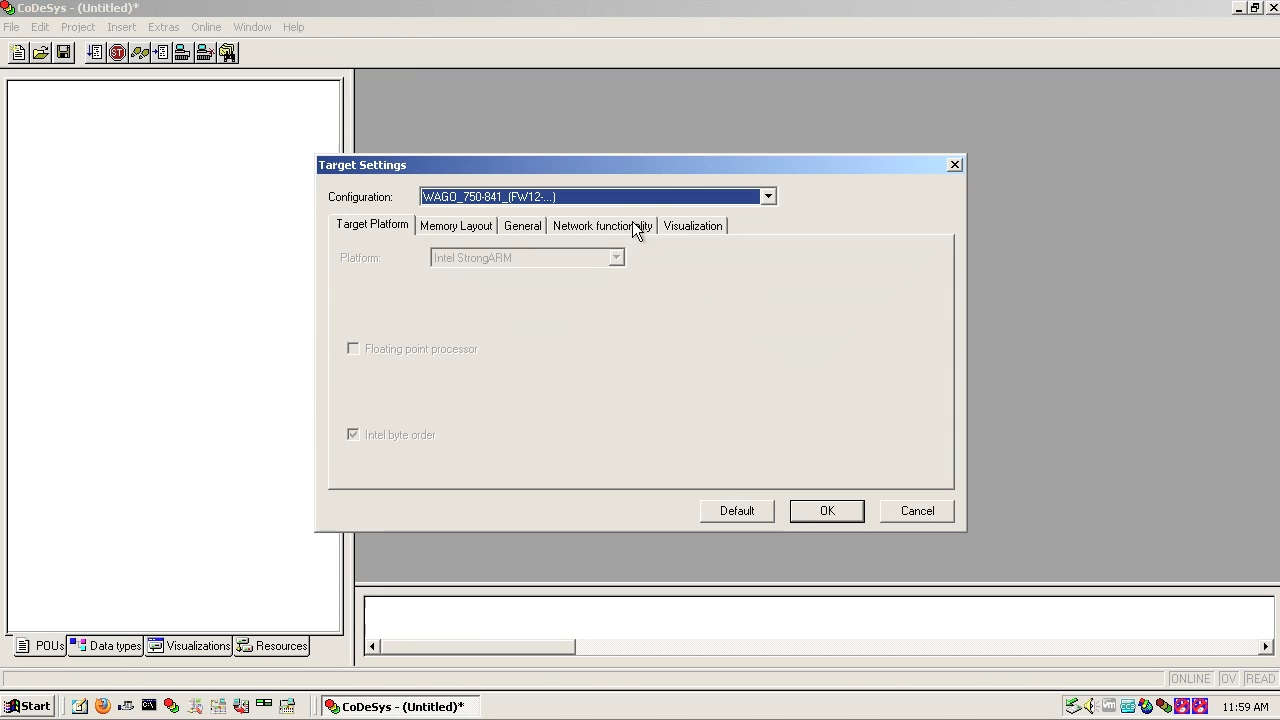 CoDeSys - (Untitled)*
File Edit Project Insert Extras Online Window Help
Target Settings
Configuration: WAGO_750-841_(FW12-...)
Target Platform Memory Layout General Network functionality Visualization
Platform: Intel StrongARM
Floating point processor
Intel byte order
Default OK Cancel
POUs Data types Visualizations Resources
ONLINE OV READ
Start CoDeSys - (Untitled)* 11:59 AM